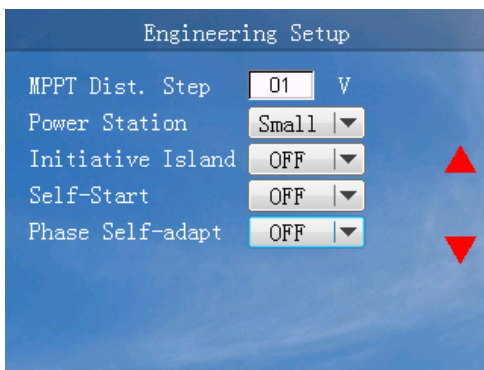 Engineering Setup
MPPT Dist. Step 01 V
Power Station Small
Initiative Island OFF
Self-Start OFF
Phase Self-adapt OFF